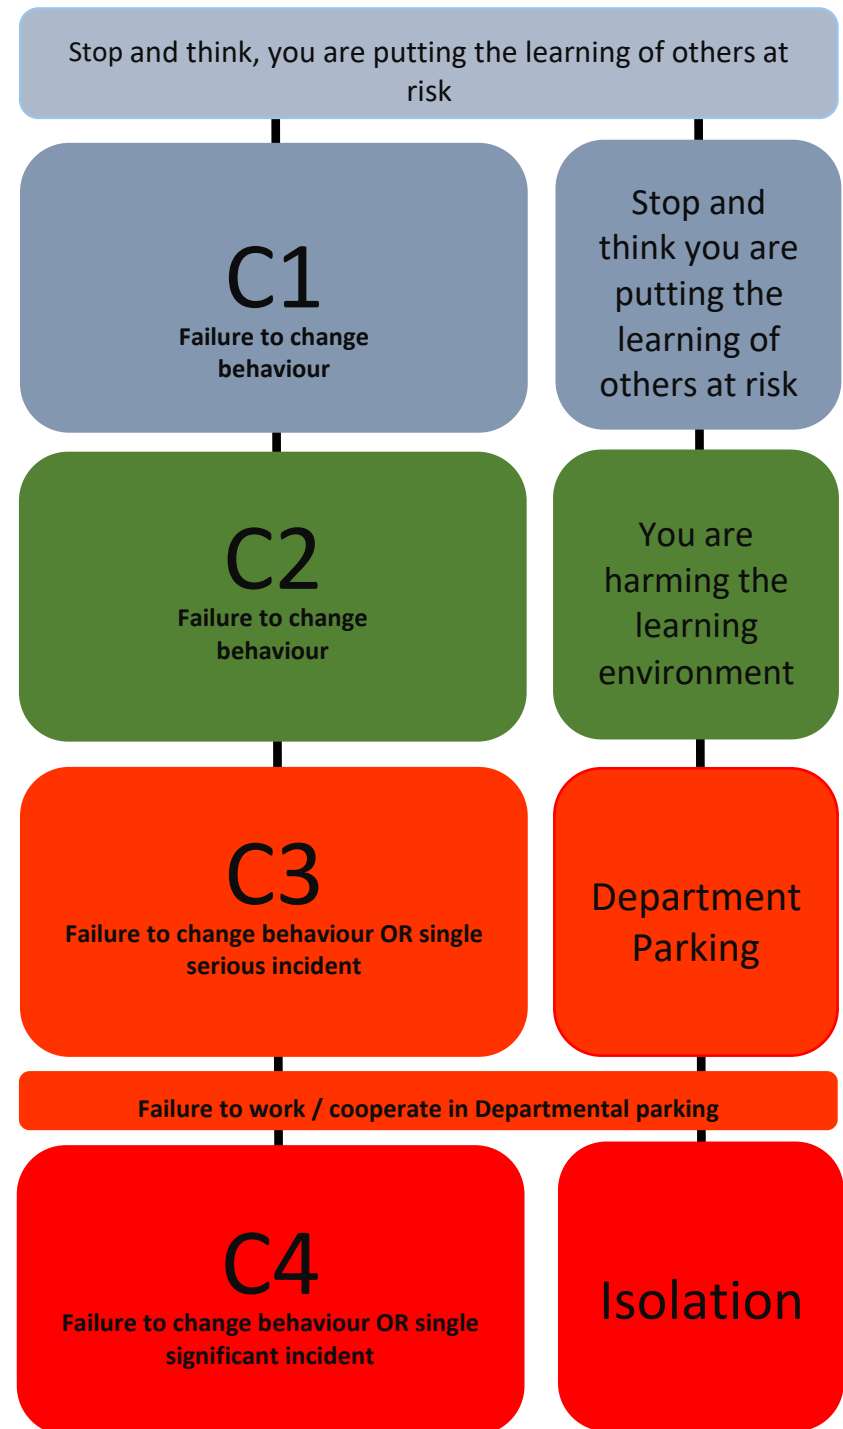 Stop and think, you are putting the learning of others at
risk
C1
Failure to change
behaviour
Stop and
think you are
putting the
learning of
others at risk
C2
Failure to change
behaviour
You are
harming the
learning
environment
C3
Failure to change behaviour OR single
serious incident
Department
Parking
Failure to work / cooperate in Departmental parking
C4
Failure to change behaviour OR single
significant incident
Isolation